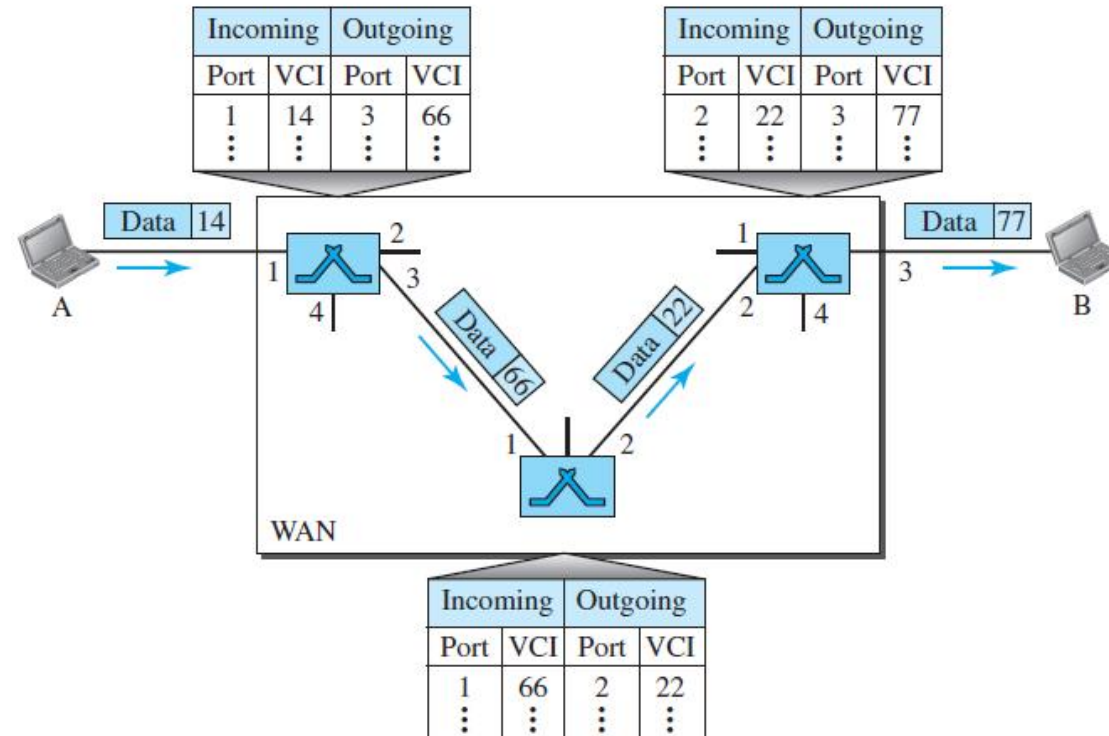 Incoming Outgoing
Port VCI Port VCI
1 14 3 66
⋮ ⋮ ⋮ ⋮
Incoming Outgoing
Port VCI Port VCI
2 22 3 77
⋮ ⋮ ⋮ ⋮
Data 14
A
1
2
3
4
Data 66
1
2
Data 22
1
2
4
3
Data 77
B
WAN
Incoming Outgoing
Port VCI Port VCI
1 66 2 22
⋮ ⋮ ⋮ ⋮